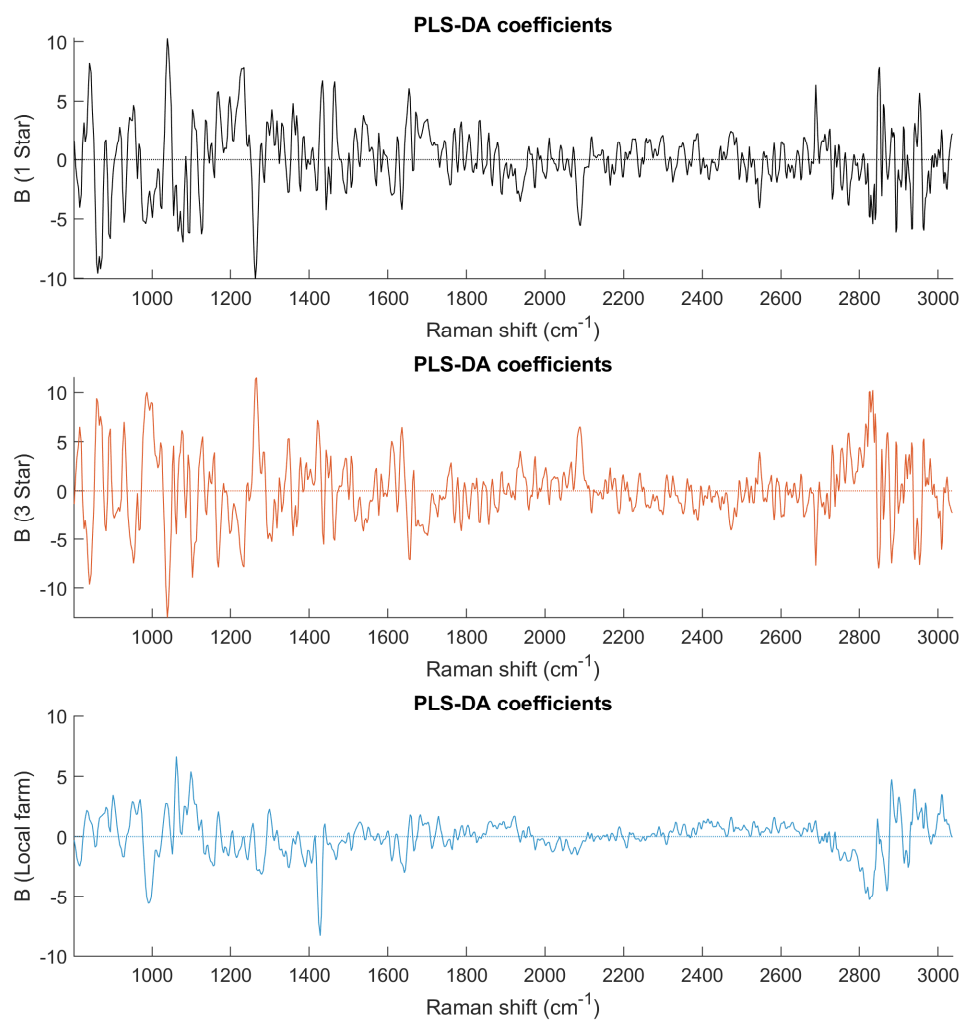 PLS-DA coefficients
10
5
0
-5
-10
B (1 Star)
1000 1200 1400 1600 1800 2000 2200 2400 2600 2800 3000
Raman shift (cm⁻¹)
PLS-DA coefficients
10
5
0
-5
-10
B (3 Star)
1000 1200 1400 1600 1800 2000 2200 2400 2600 2800 3000
Raman shift (cm⁻¹)
PLS-DA coefficients
10
5
0
-5
-10
B (Local farm)
1000 1200 1400 1600 1800 2000 2200 2400 2600 2800 3000
Raman shift (cm⁻¹)